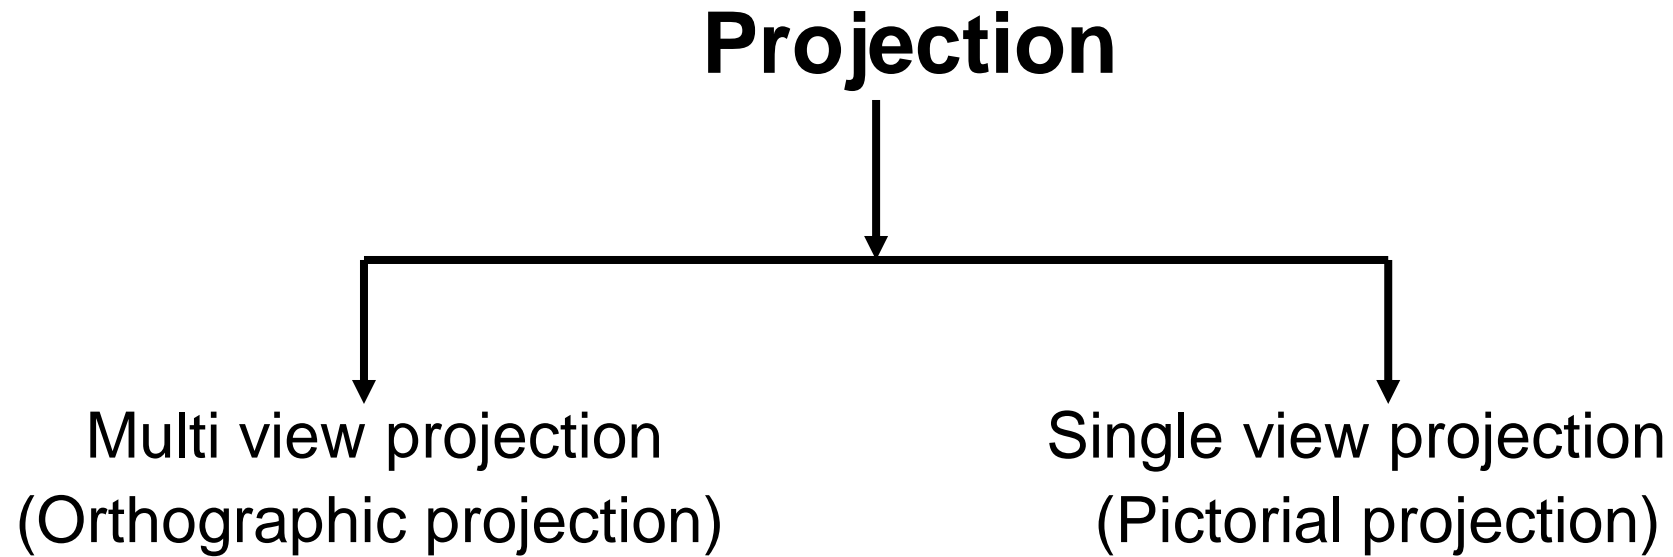 Projection
Multi view projection
(Orthographic projection)
Single view projection
(Pictorial projection)